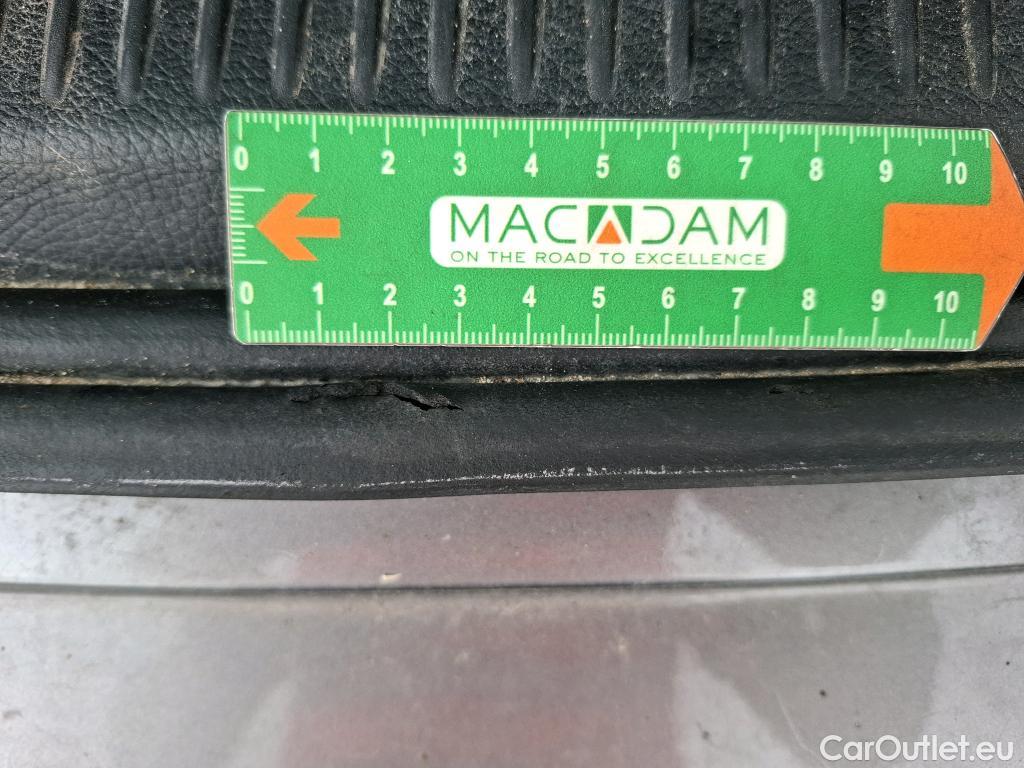 0 1 2 3 4 5 6 7 8 9 10
MACADAM
ON THE ROAD TO EXCELLENCE
0 1 2 3 4 5 6 7 8 9 10
CarOutlet.eu